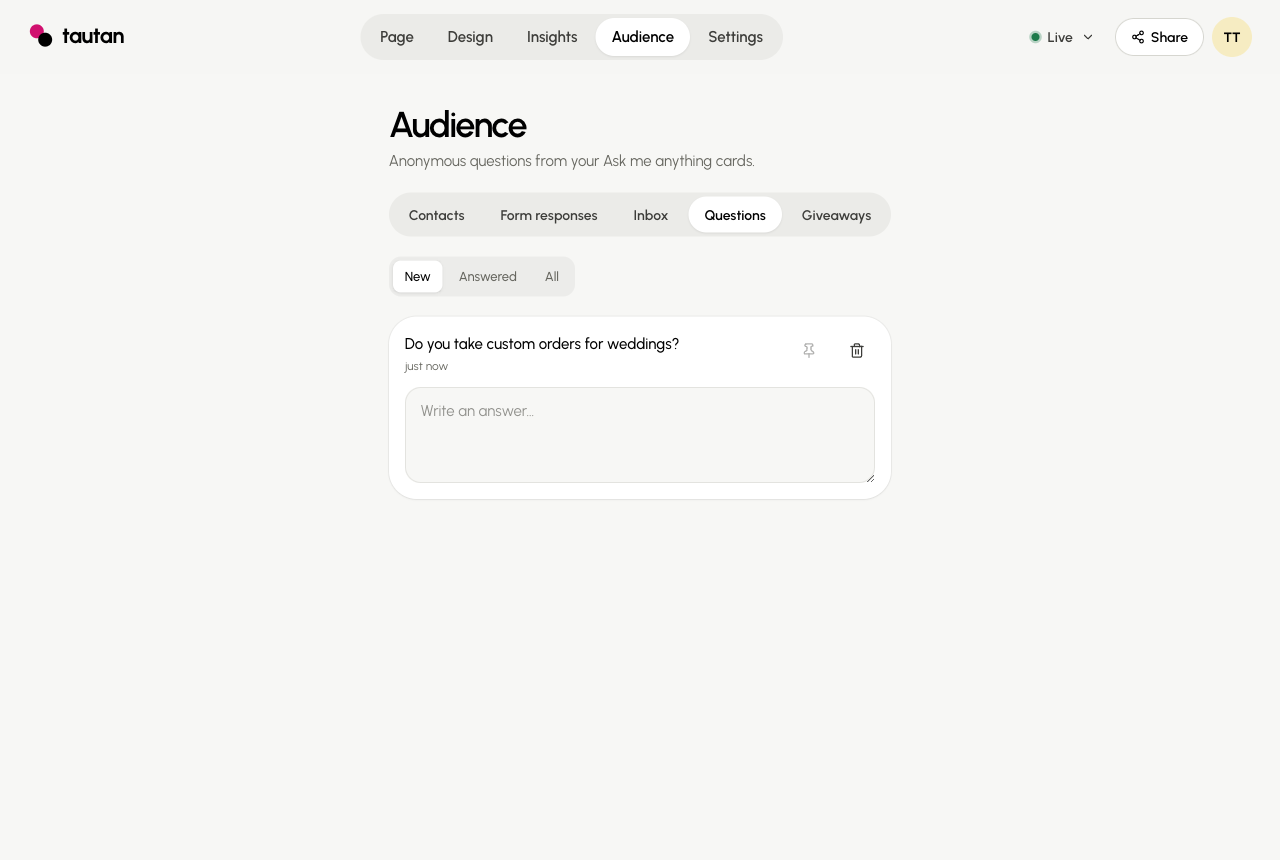 tautan
Page
Design
Insights
Audience
Settings
Live
Share
TT
Audience
Anonymous questions from your Ask me anything cards.
Contacts
Form responses
Inbox
Questions
Giveaways
New
Answered
All
Do you take custom orders for weddings?
just now
Write an answer...